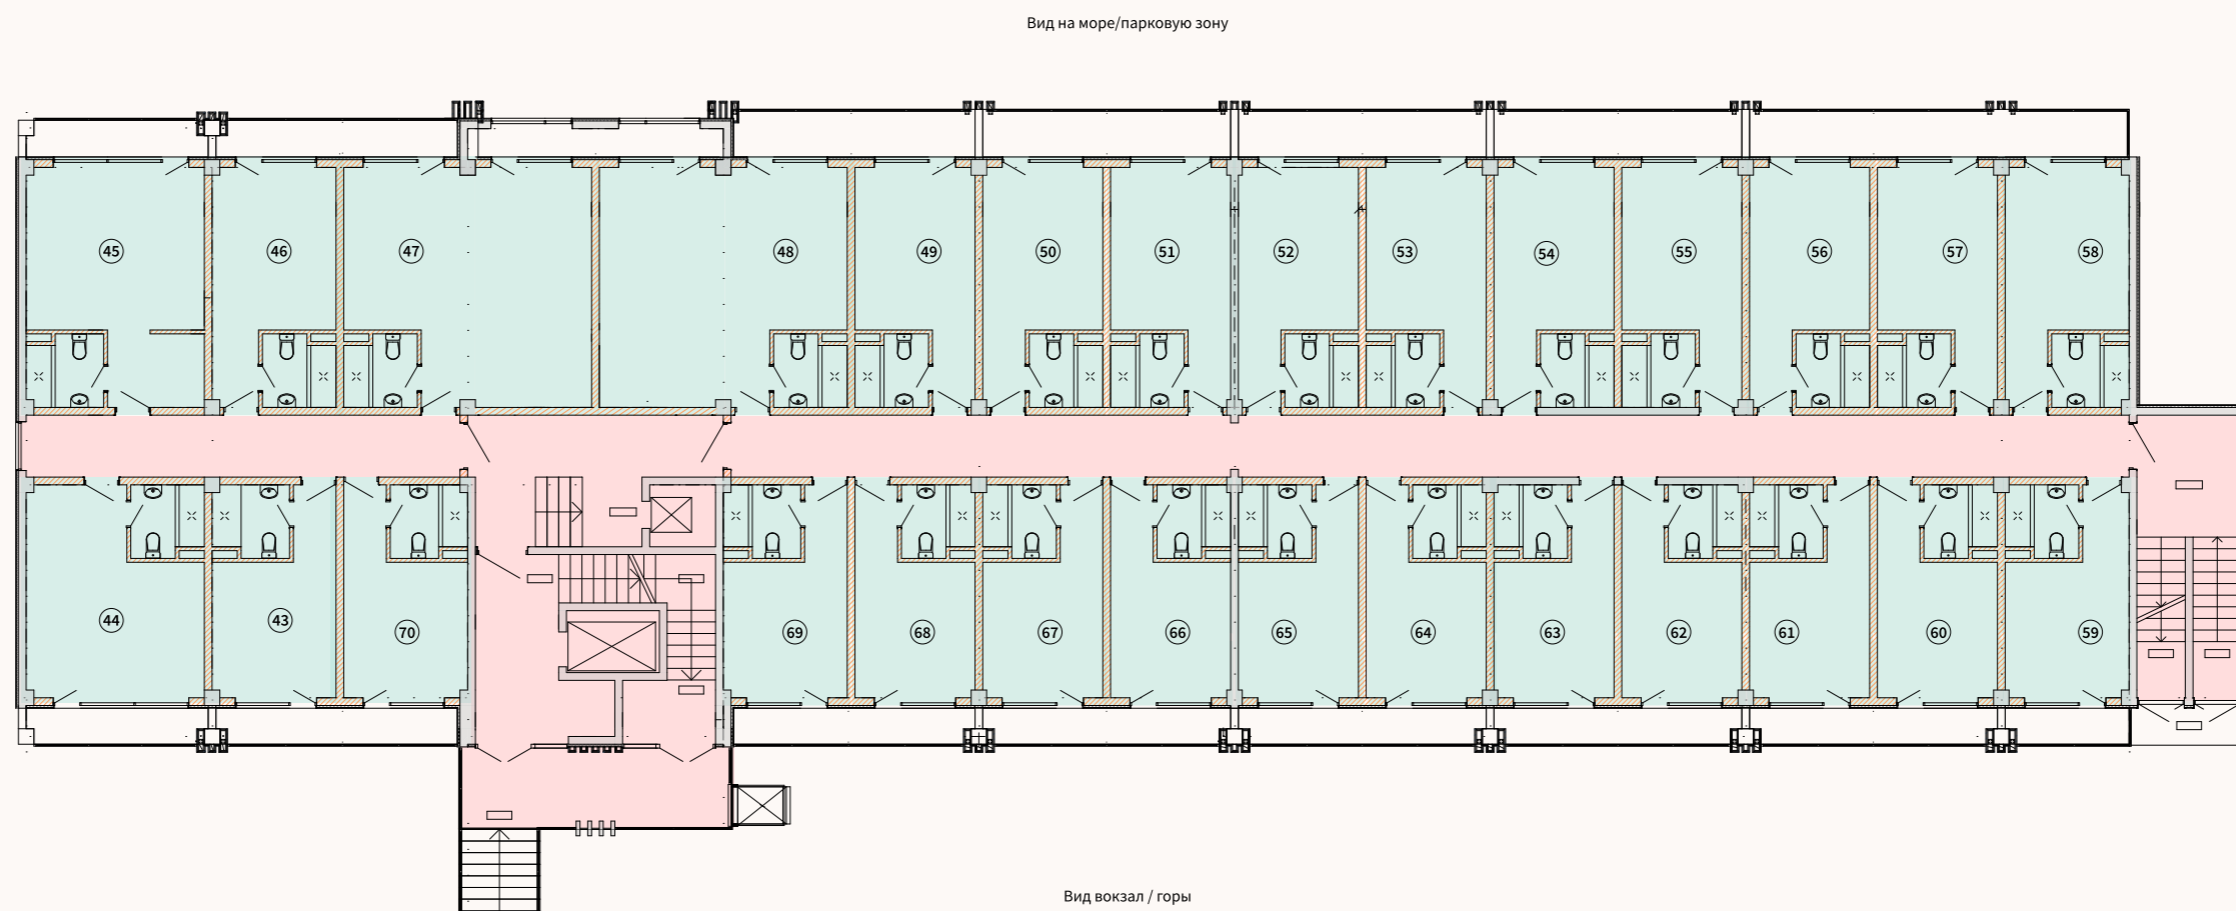 Вид на море/парковую зону
45 46 47 48 49 50 51 52 53 54 55 56 57 58
44 43 70 69 68 67 66 65 64 63 62 61 60 59
Вид вокзал / горы